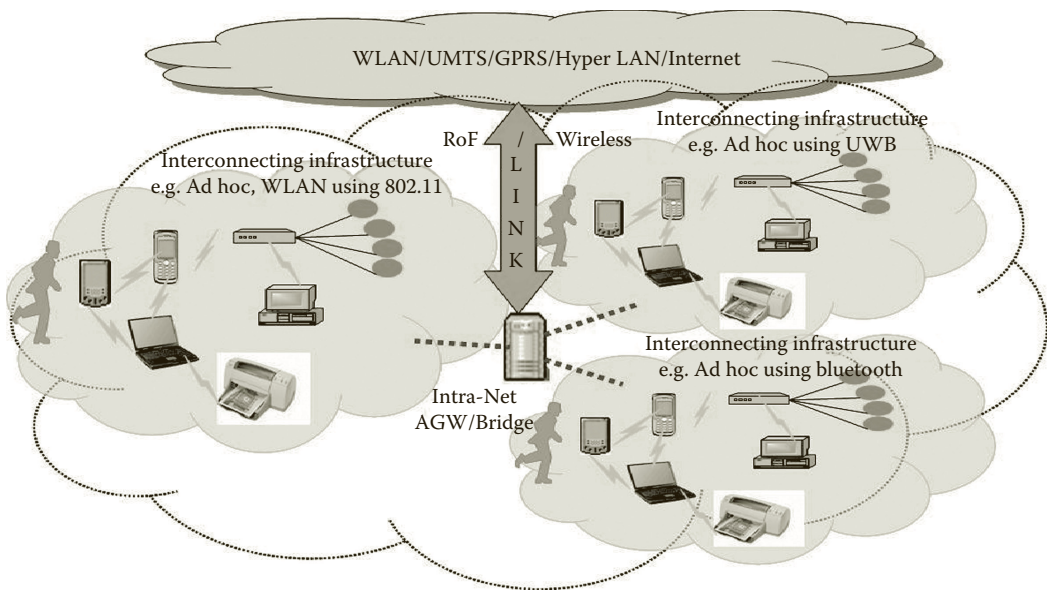 WLAN/UMTS/GPRS/Hyper LAN/Internet
RoF / Wireless
LINK
Interconnecting infrastructure
e.g. Ad hoc, WLAN using 802.11
Interconnecting infrastructure
e.g. Ad hoc using UWB
Interconnecting infrastructure
e.g. Ad hoc using bluetooth
Intra-Net
AGW/Bridge